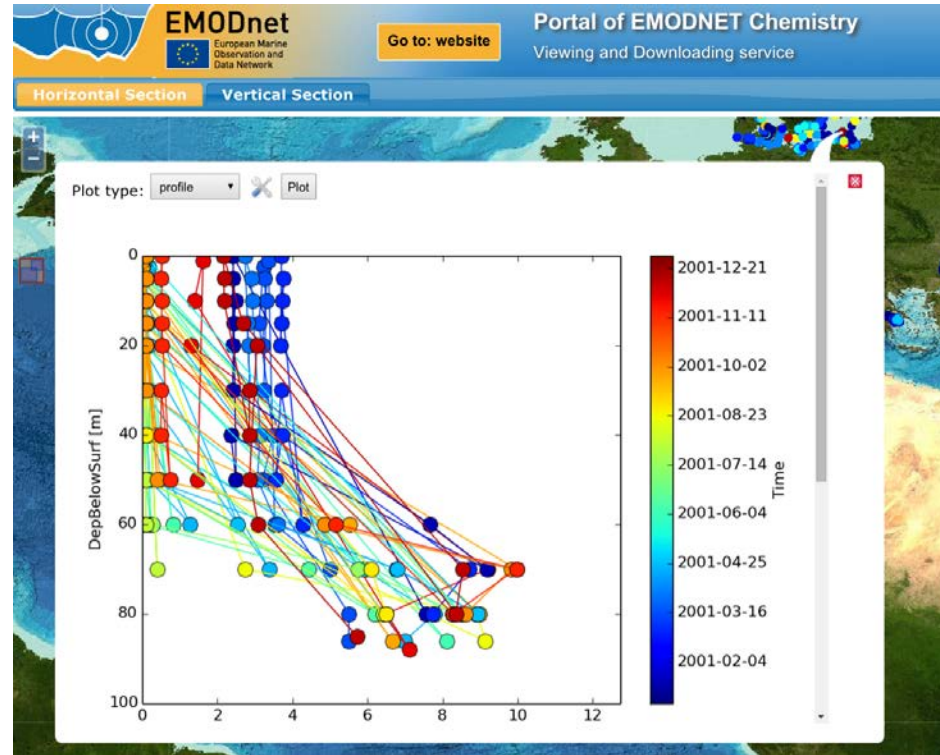 EMODnet
European Marine
Observation and
Data Network
Go to: website
Portal of EMODNET Chemistry
Viewing and Downloading service
Horizontal Section
Vertical Section
+
−
Plot type: profile Plot
DepBelowSurf [m]
0
20
40
60
80
100
0 2 4 6 8 10 12
2001-12-21
2001-11-11
2001-10-02
2001-08-23
2001-07-14
2001-06-04
2001-04-25
2001-03-16
2001-02-04
Time